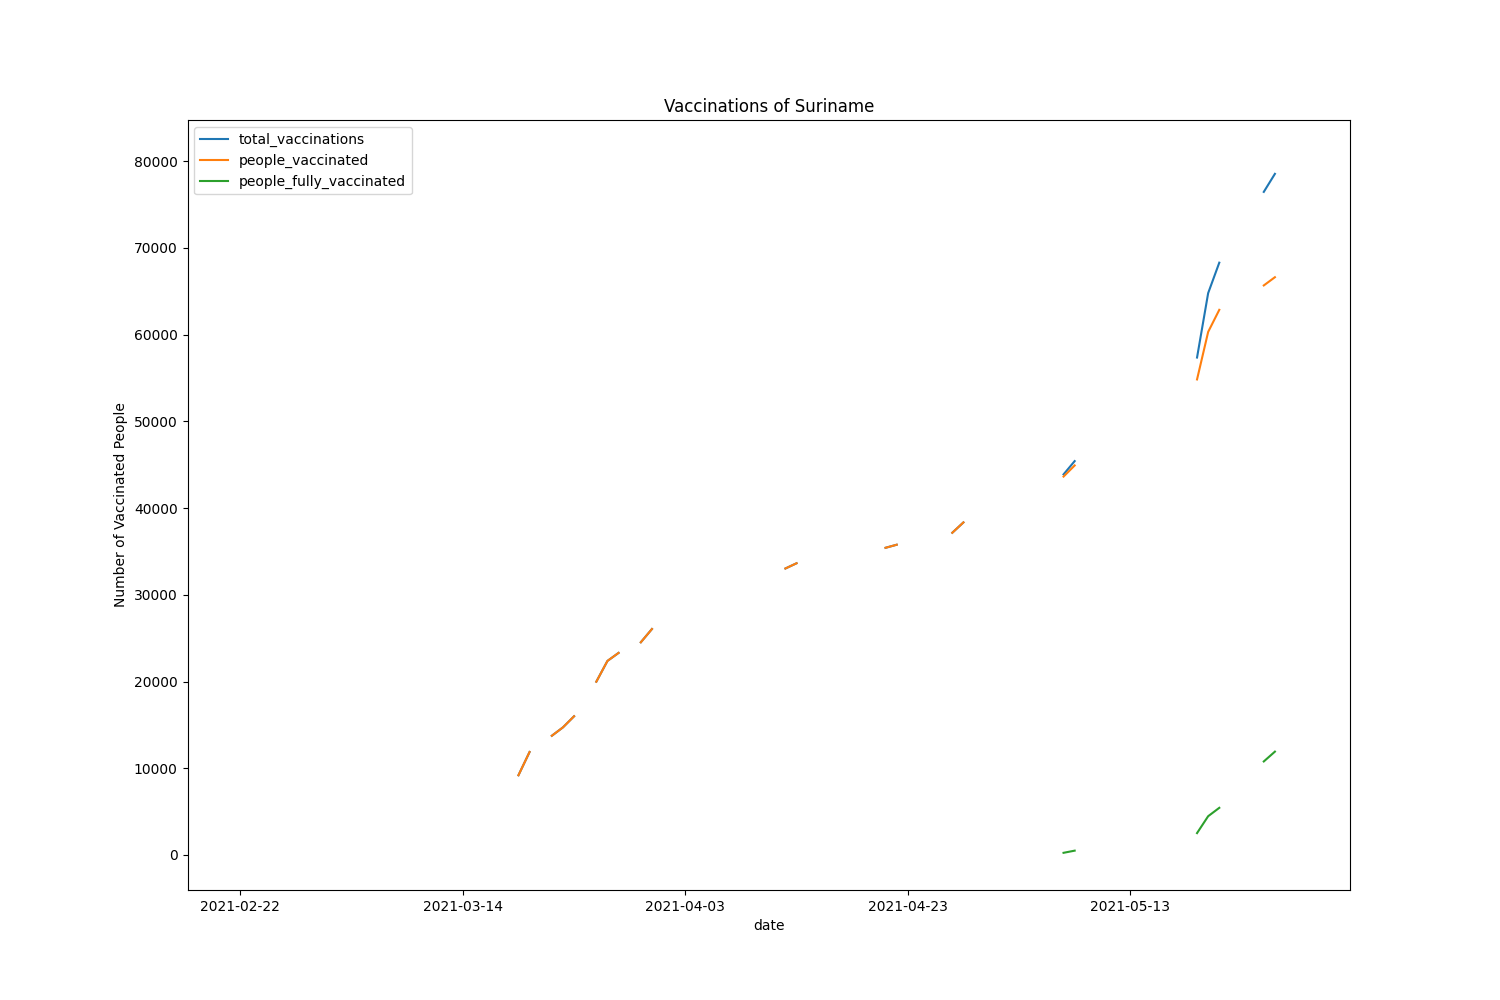 Vaccinations of Suriname
total_vaccinations
people_vaccinated
people_fully_vaccinated
Number of Vaccinated People
80000
70000
60000
50000
40000
30000
20000
10000
0
2021-02-22
2021-03-14
2021-04-03
2021-04-23
2021-05-13
date